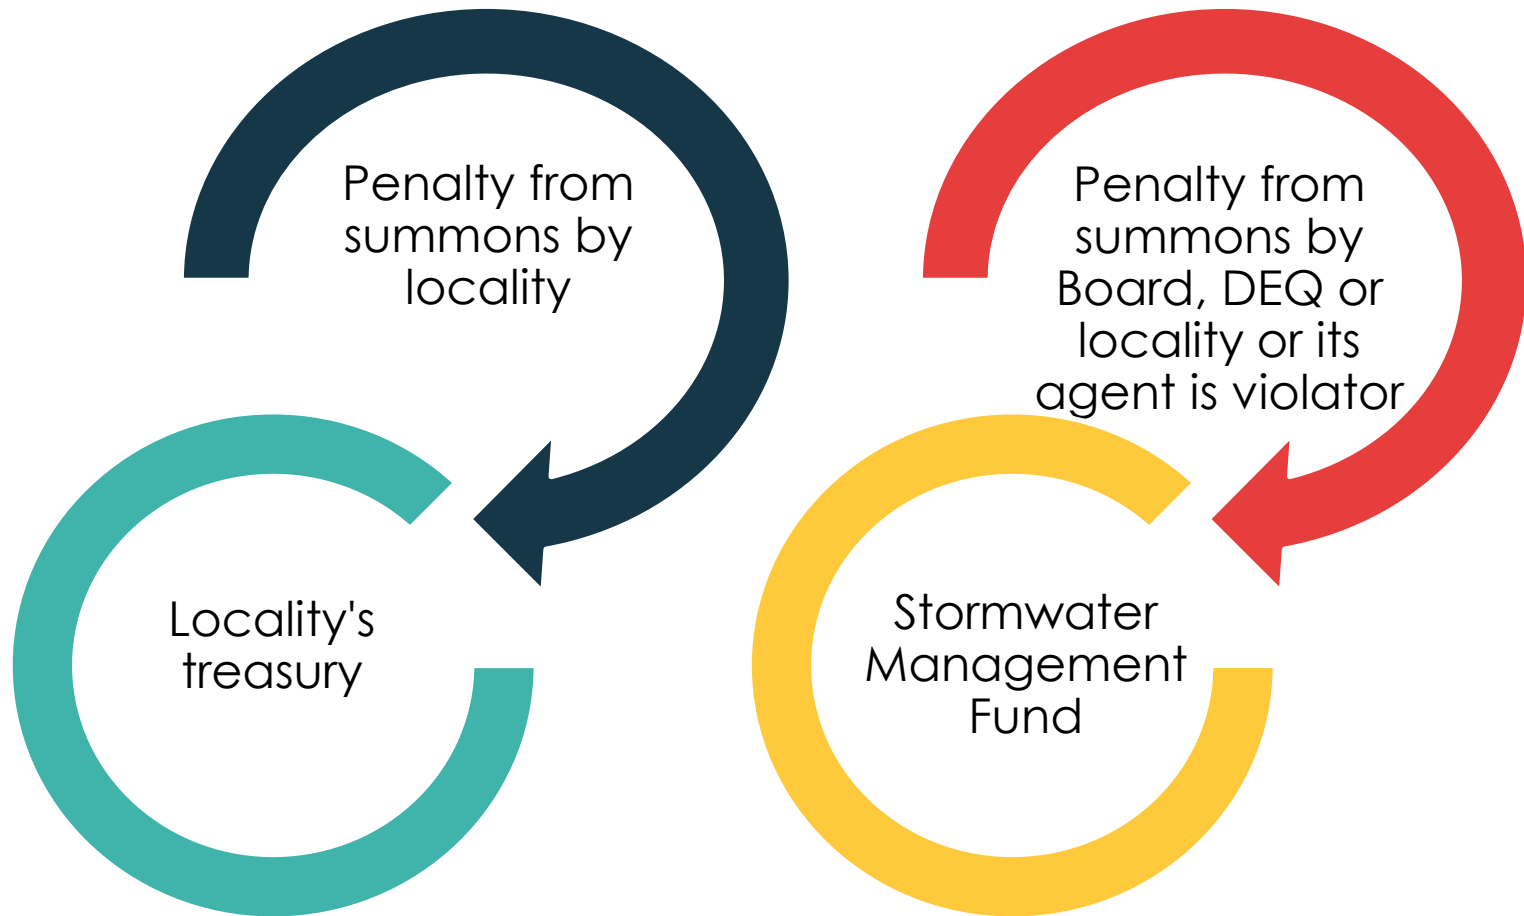 Penalty from
summons by
locality
Penalty from
summons by
Board, DEQ or
locality or its
agent is violator
Locality's
treasury
Stormwater
Management
Fund